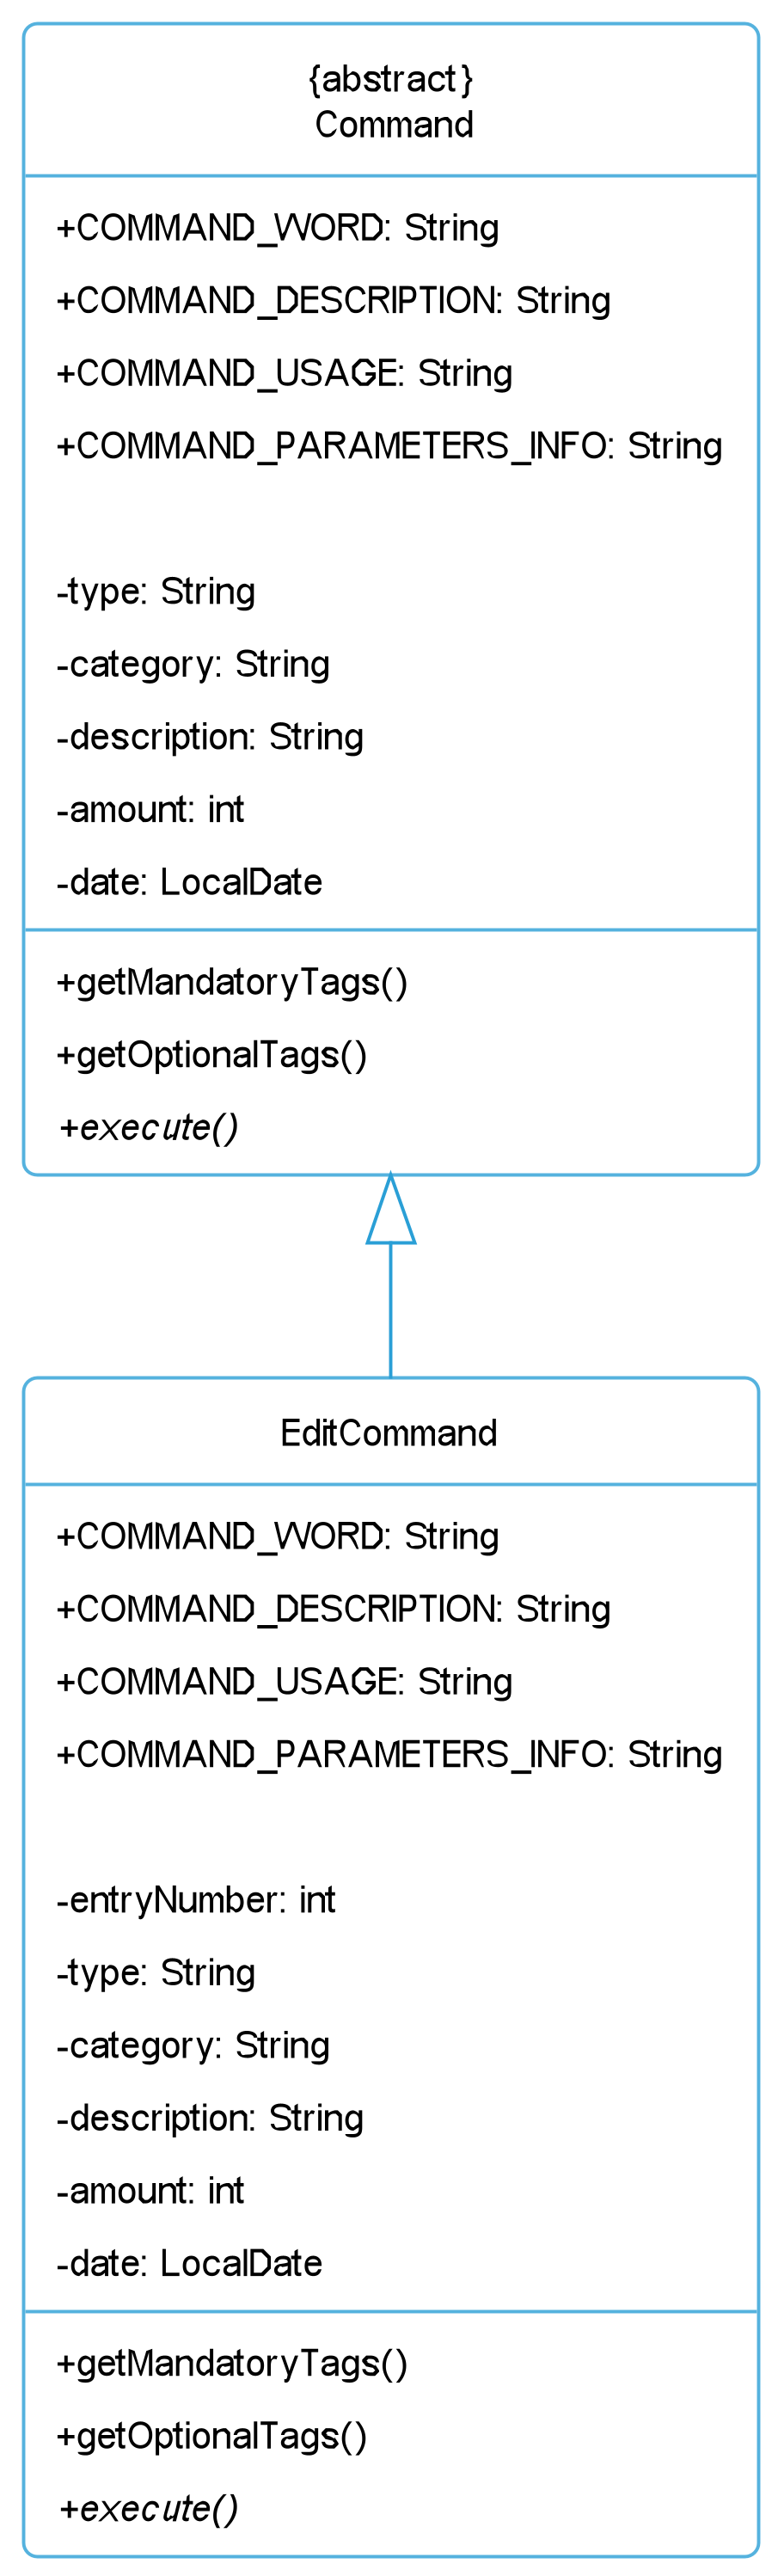 {abstract}
Command
+COMMAND_WORD: String
+COMMAND_DESCRIPTION: String
+COMMAND_USAGE: String
+COMMAND_PARAMETERS_INFO: String
-type: String
-category: String
-description: String
-amount: int
-date: LocalDate
+getMandatoryTags()
+getOptionalTags()
+execute()
EditCommand
+COMMAND_WORD: String
+COMMAND_DESCRIPTION: String
+COMMAND_USAGE: String
+COMMAND_PARAMETERS_INFO: String
-entryNumber: int
-type: String
-category: String
-description: String
-amount: int
-date: LocalDate
+getMandatoryTags()
+getOptionalTags()
+execute()